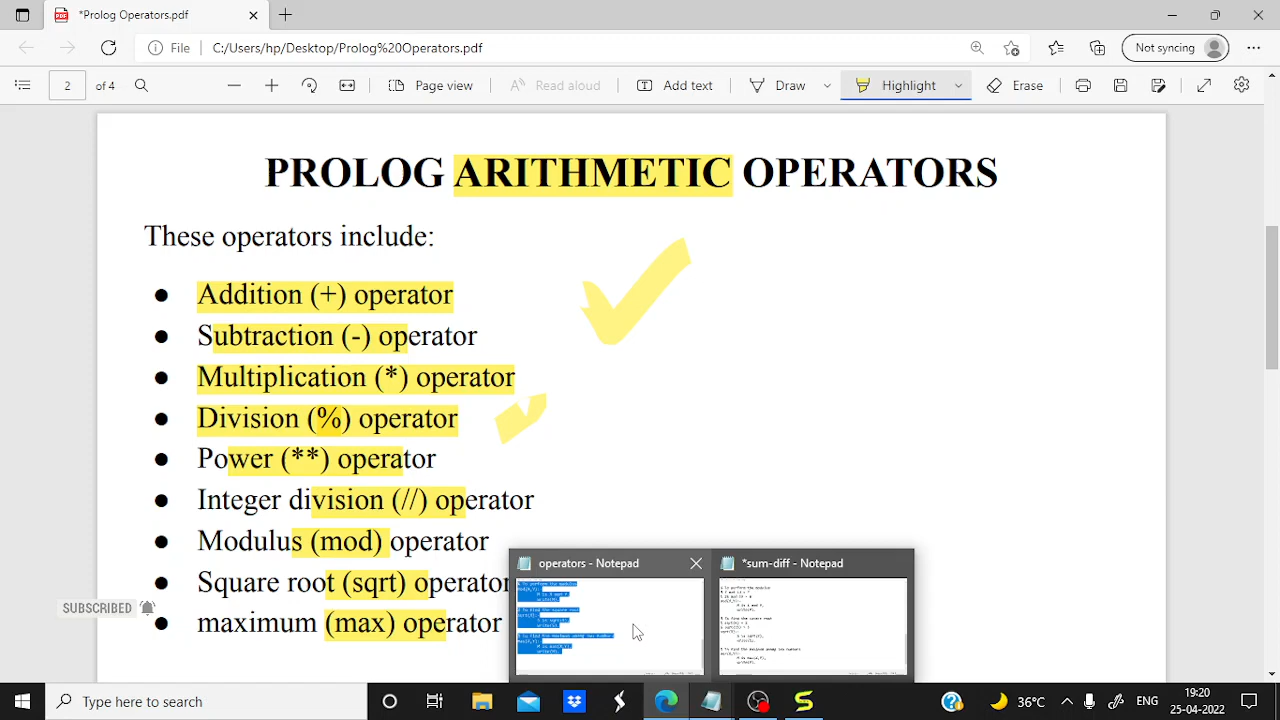 *Prolog Operators.pdf
File C:/Users/hp/Desktop/Prolog%20Operators.pdf Not syncing
2 of 4 Page view Read aloud Add text Draw Highlight Erase
PROLOG ARITHMETIC OPERATORS
These operators include:
● Addition (+) operator
● Subtraction (-) operator
● Multiplication (*) operator
● Division (%) operator
● Power (**) operator
● Integer division (//) operator
● Modulus (mod) operator
● Square root (sqrt) operator
● maximum (max) operator
SUBSCRIBED
operators - Notepad
*sum-diff - Notepad
Type here to search
36°C ENG 19:20
25-04-2022